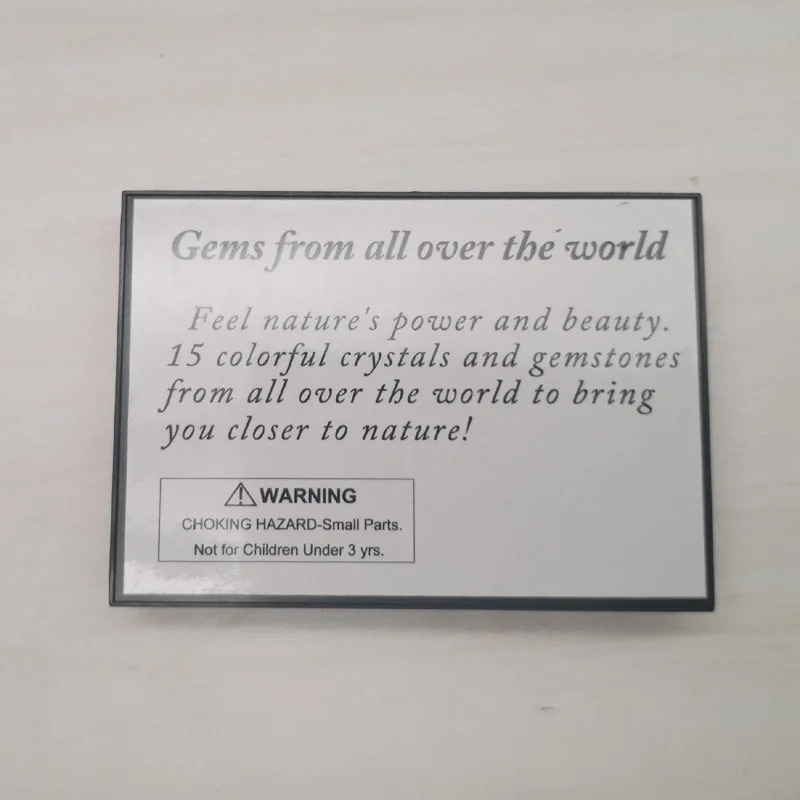 Gems from all over the world
Feel nature's power and beauty.
15 colorful crystals and gemstones
from all over the world to bring
you closer to nature!
WARNING
CHOKING HAZARD-Small Parts.
Not for Children Under 3 yrs.